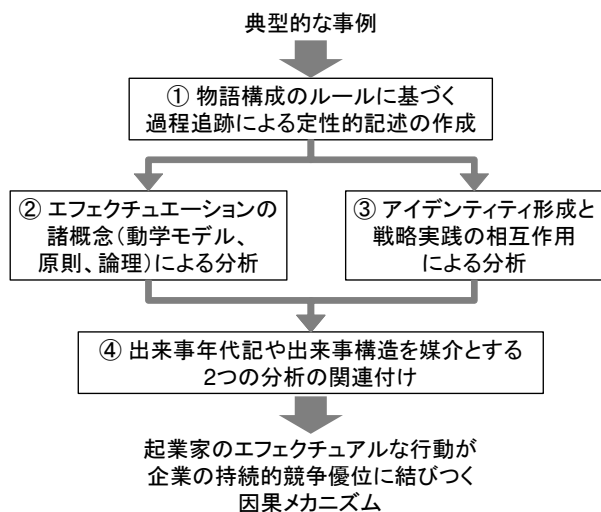 典型的な事例
① 物語構成のルールに基づく
過程追跡による定性的記述の作成
② エフェクチュエーションの
諸概念(動学モデル、
原則、論理)による分析
③ アイデンティティ形成と
戦略実践の相互作用
による分析
④ 出来事年代記や出来事構造を媒介とする
2つの分析の関連付け
起業家のエフェクチュアルな行動が
企業の持続的競争優位に結びつく
因果メカニズム